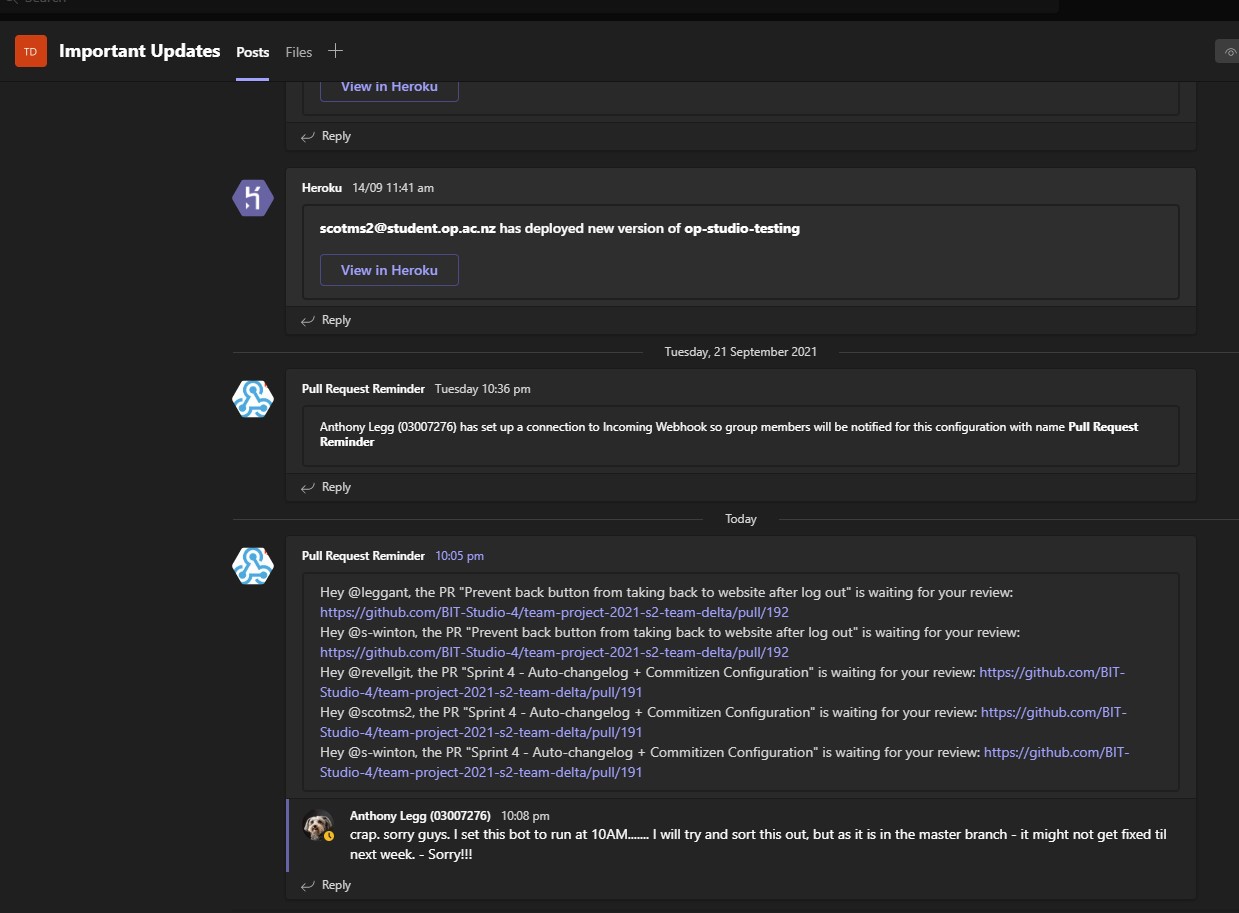 Search
TD
Important Updates Posts Files
View in Heroku
Reply
Heroku 14/09 11:41 am
scotms2@student.op.ac.nz has deployed new version of op-studio-testing
View in Heroku
Reply
Tuesday, 21 September 2021
Pull Request Reminder Tuesday 10:36 pm
Anthony Legg (03007276) has set up a connection to Incoming Webhook so group members will be notified for this configuration with name Pull Request
Reminder
Reply
Today
Pull Request Reminder 10:05 pm
Hey @leggant, the PR "Prevent back button from taking back to website after log out" is waiting for your review:
https://github.com/BIT-Studio-4/team-project-2021-s2-team-delta/pull/192
Hey @s-winton, the PR "Prevent back button from taking back to website after log out" is waiting for your review:
https://github.com/BIT-Studio-4/team-project-2021-s2-team-delta/pull/192
Hey @revellgit, the PR "Sprint 4 - Auto-changelog + Commitizen Configuration" is waiting for your review: https://github.com/BIT-
Studio-4/team-project-2021-s2-team-delta/pull/191
Hey @scotms2, the PR "Sprint 4 - Auto-changelog + Commitizen Configuration" is waiting for your review: https://github.com/BIT-
Studio-4/team-project-2021-s2-team-delta/pull/191
Hey @s-winton, the PR "Sprint 4 - Auto-changelog + Commitizen Configuration" is waiting for your review: https://github.com/BIT-
Studio-4/team-project-2021-s2-team-delta/pull/191
Anthony Legg (03007276) 10:08 pm
crap. sorry guys. I set this bot to run at 10AM....... I will try and sort this out, but as it is in the master branch - it might not get fixed til
next week. - Sorry!!!
Reply